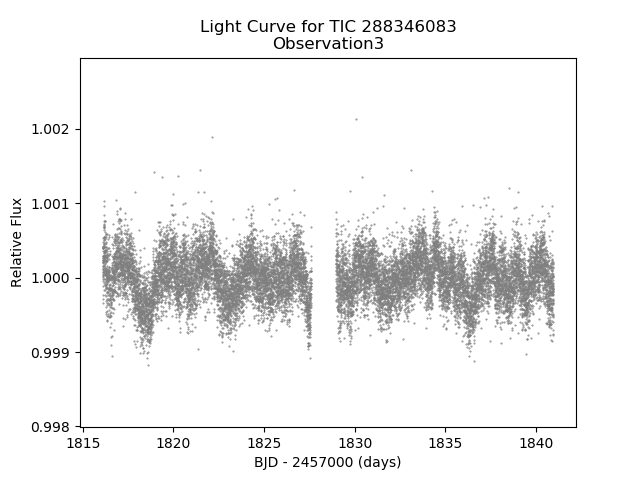 Light Curve for TIC 288346083
Observation3
1.002
1.001
1.000
0.999
0.998
Relative Flux
1815
1820
1825
1830
1835
1840
BJD - 2457000 (days)